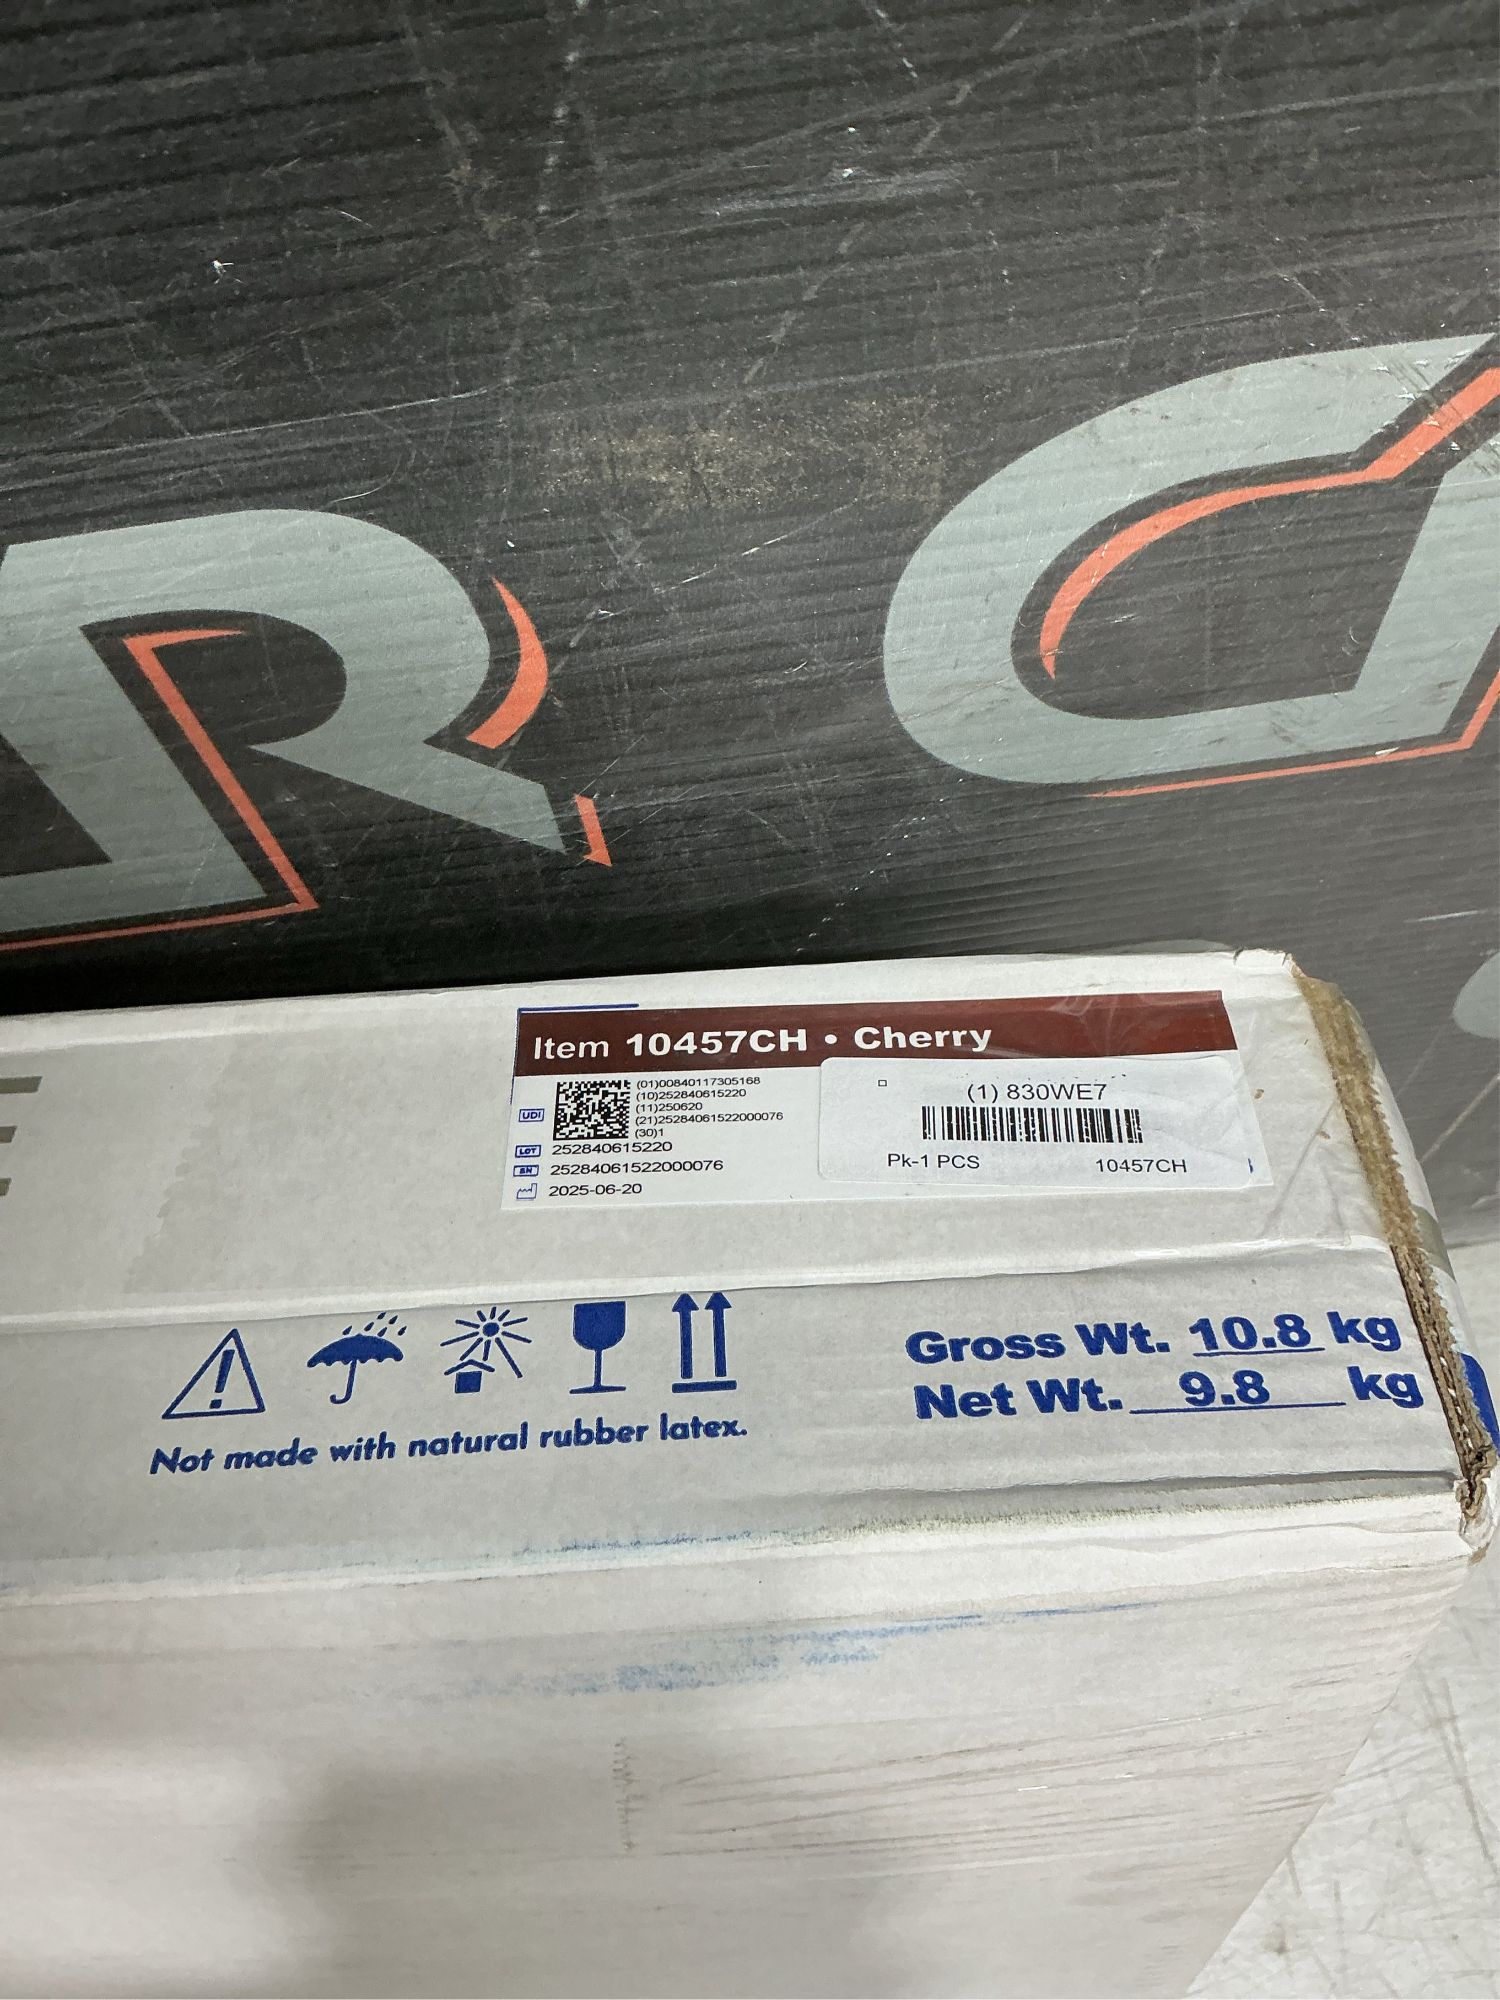 R
Item 10457CH • Cherry
UDI
(01)00840117305168
(10)252840615220
(11)250620
(21)25284061522000076
(30)1
LOT 252840615220
SN 25284061522000076
2025-06-20
(1) 830WE7
Pk-1 PCS 10457CH
Gross Wt. 10.8 kg
Net Wt. 9.8 kg
Not made with natural rubber latex.